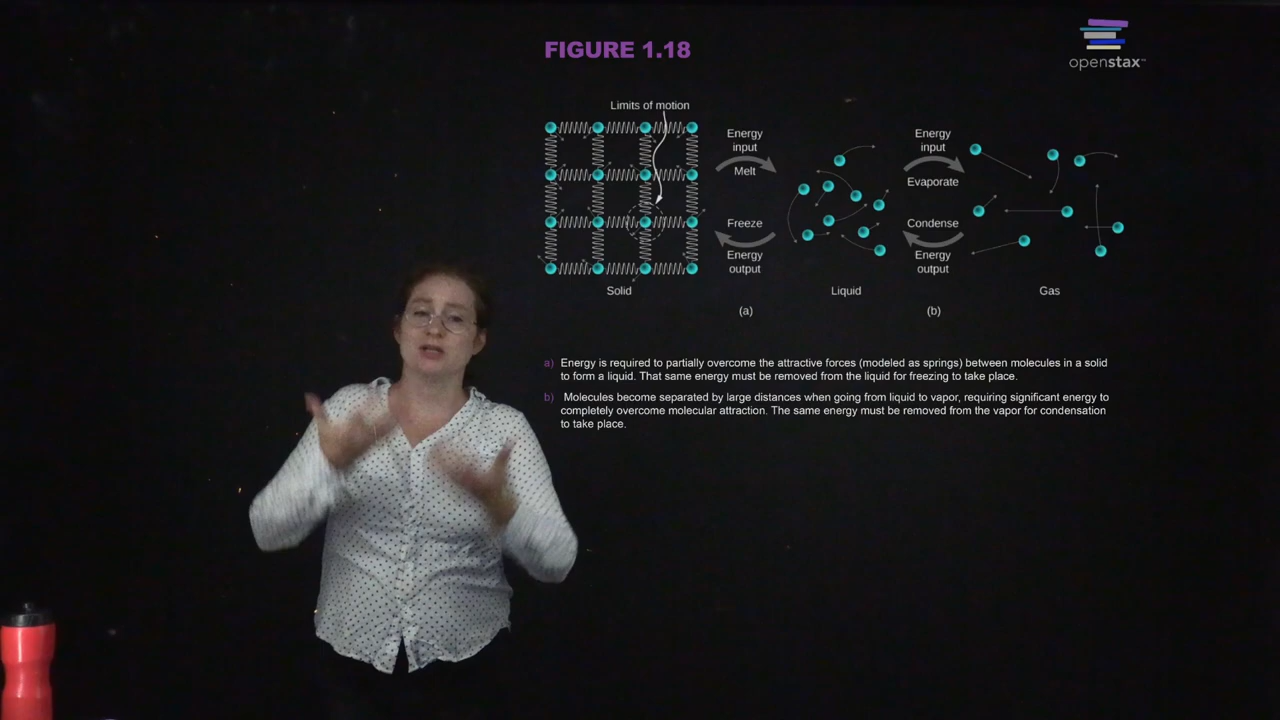 FIGURE 1.18
openstax™
Limits of motion
Energy
input
Melt
Freeze
Energy
output
Solid
(a)
Liquid
Energy
input
Evaporate
Condense
Energy
output
(b)
Gas
a) Energy is required to partially overcome the attractive forces (modeled as springs) between molecules in a solid
to form a liquid. That same energy must be removed from the liquid for freezing to take place.
b) Molecules become separated by large distances when going from liquid to vapor, requiring significant energy to
completely overcome molecular attraction. The same energy must be removed from the vapor for condensation
to take place.